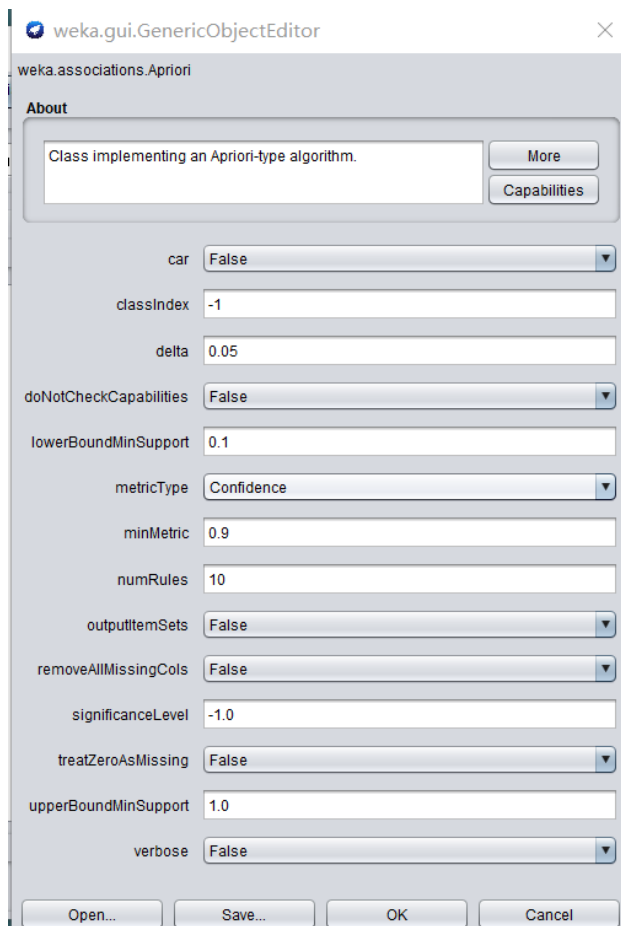 weka.gui.GenericObjectEditor
weka.associations.Apriori
About
Class implementing an Apriori-type algorithm.
More
Capabilities
car False
classIndex -1
delta 0.05
doNotCheckCapabilities False
lowerBoundMinSupport 0.1
metricType Confidence
minMetric 0.9
numRules 10
outputItemSets False
removeAllMissingCols False
significanceLevel -1.0
treatZeroAsMissing False
upperBoundMinSupport 1.0
verbose False
Open... Save... OK Cancel